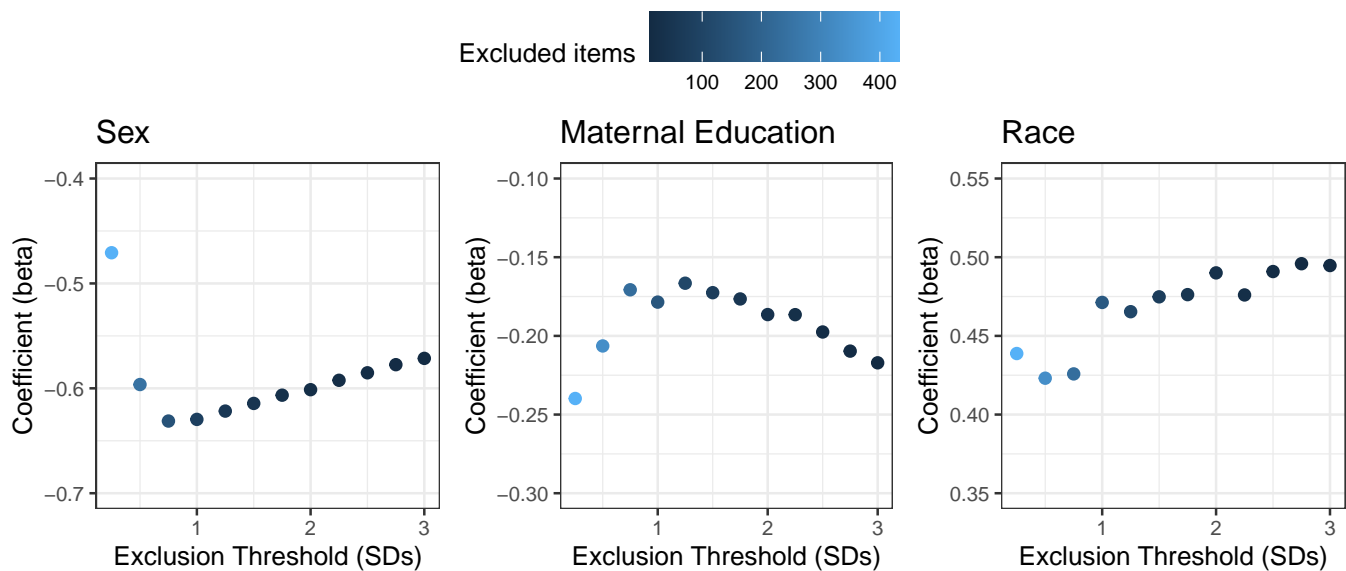 Excluded items
100 200 300 400
Sex
Maternal Education
Race
Coefficient (beta)
−0.4
−0.5
−0.6
−0.7
1 2 3
Exclusion Threshold (SDs)
Coefficient (beta)
−0.10
−0.15
−0.20
−0.25
−0.30
1 2 3
Exclusion Threshold (SDs)
Coefficient (beta)
0.55
0.50
0.45
0.40
0.35
1 2 3
Exclusion Threshold (SDs)